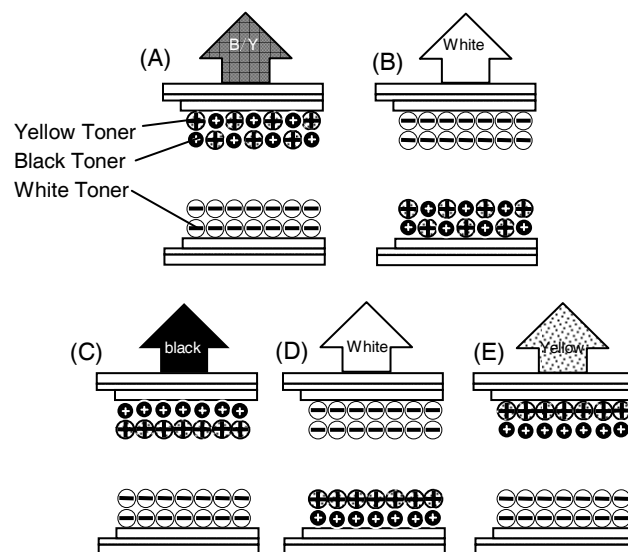 (A)
B/Y
(B)
White
Yellow Toner
Black Toner
White Toner
(C)
black
(D)
White
(E)
Yellow